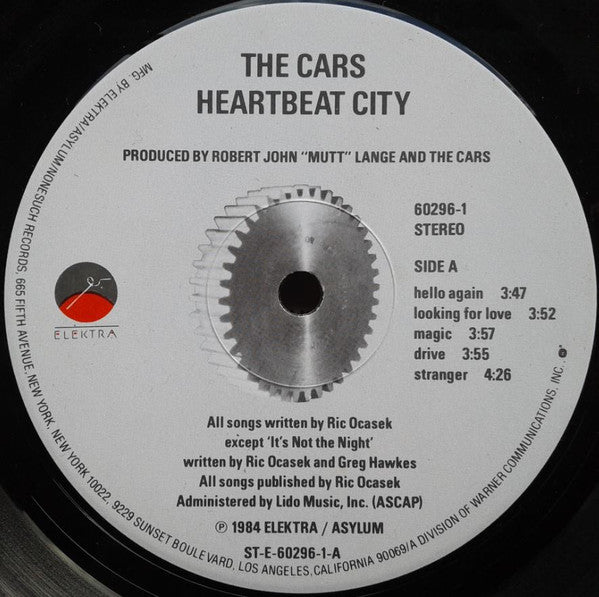 THE CARS
HEARTBEAT CITY
PRODUCED BY ROBERT JOHN "MUTT" LANGE AND THE CARS
60296-1
STEREO
SIDE A
hello again 3:47
looking for love 3:52
magic 3:57
drive 3:55
stranger 4:26
ELEKTRA
All songs written by Ric Ocasek
except 'It's Not the Night'
written by Ric Ocasek and Greg Hawkes
All songs published by Ric Ocasek
Administered by Lido Music, Inc. (ASCAP)
℗ 1984 ELEKTRA / ASYLUM
ST-E-60296-1-A
MFG. BY ELEKTRA/ASYLUM/NONESUCH RECORDS, 665 FIFTH AVENUE, NEW YORK, NEW YORK 10022, 9229 SUNSET BOULEVARD, LOS ANGELES, CALIFORNIA 90069/A DIVISION OF WARNER COMMUNICATIONS, INC.